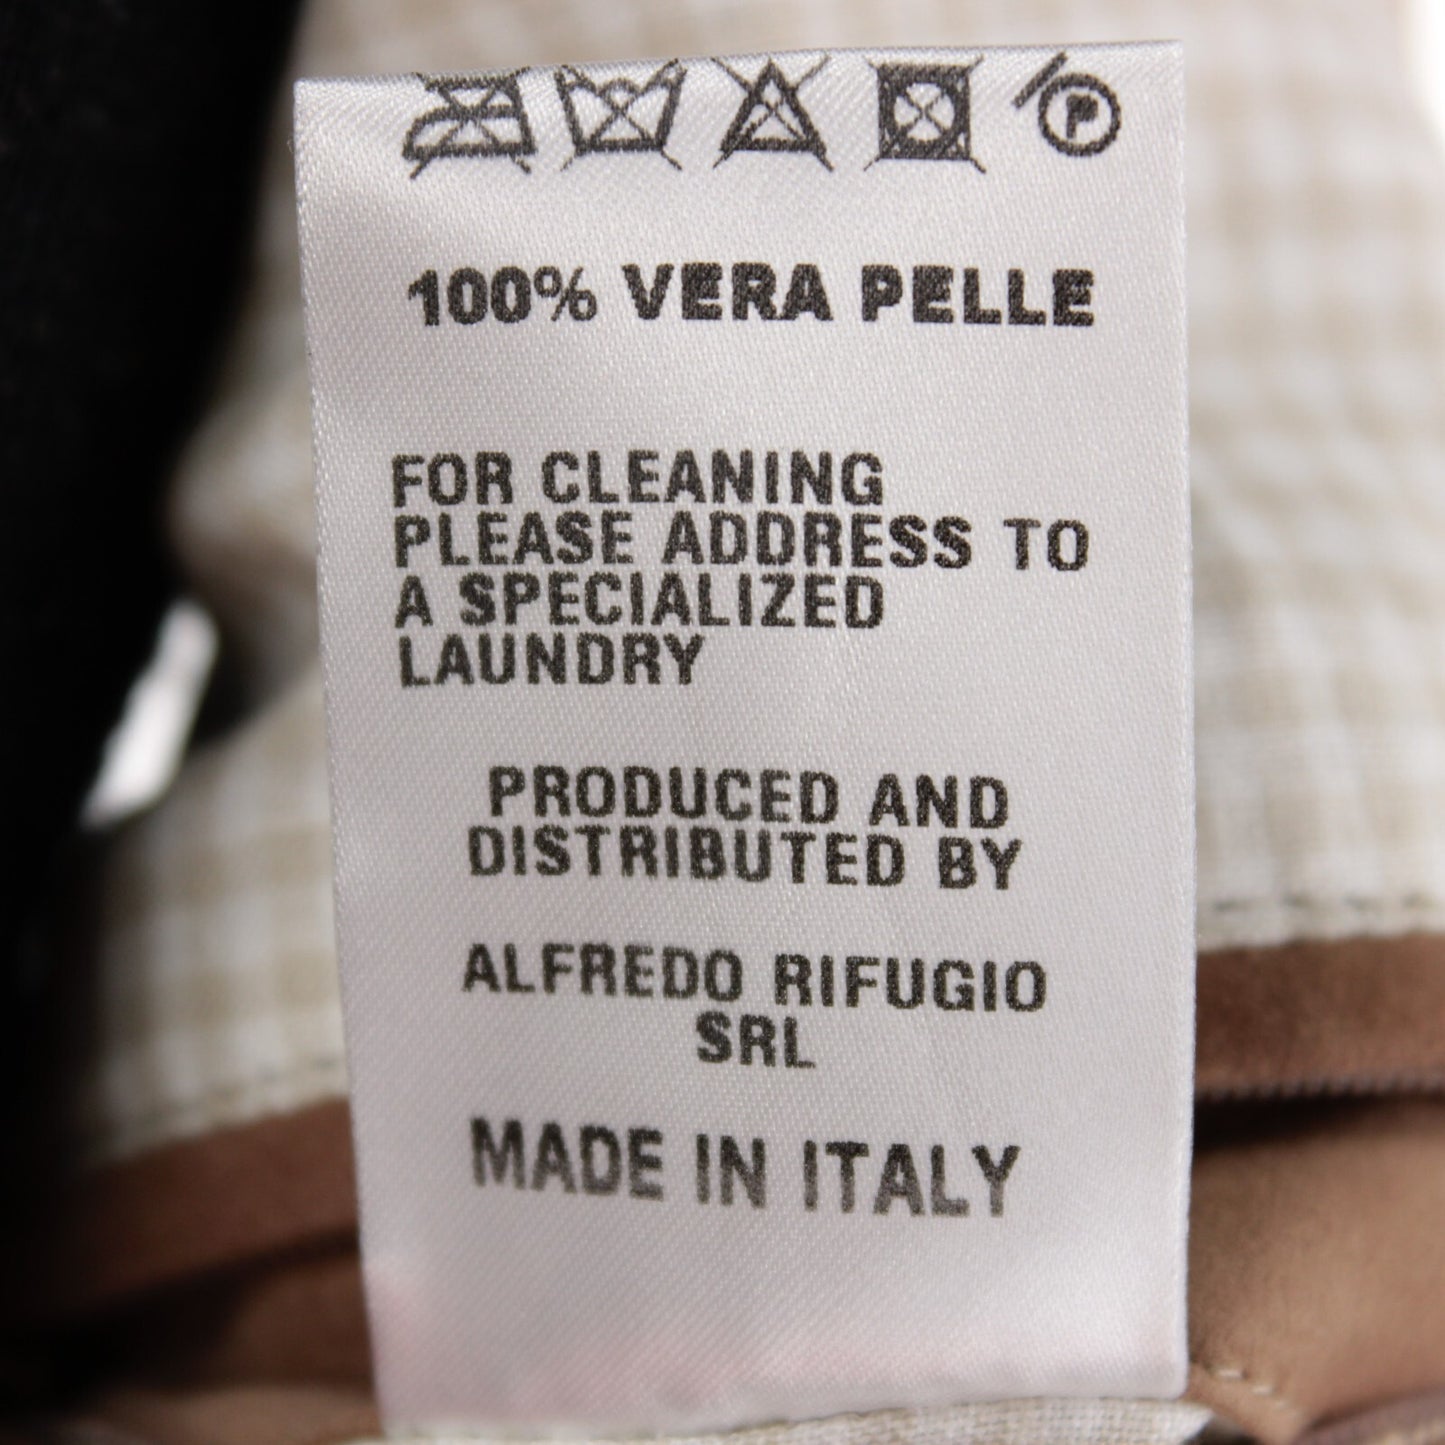 P
100% VERA PELLE
FOR CLEANING
PLEASE ADDRESS TO
A SPECIALIZED
LAUNDRY
PRODUCED AND
DISTRIBUTED BY
ALFREDO RIFUGIO
SRL
MADE IN ITALY